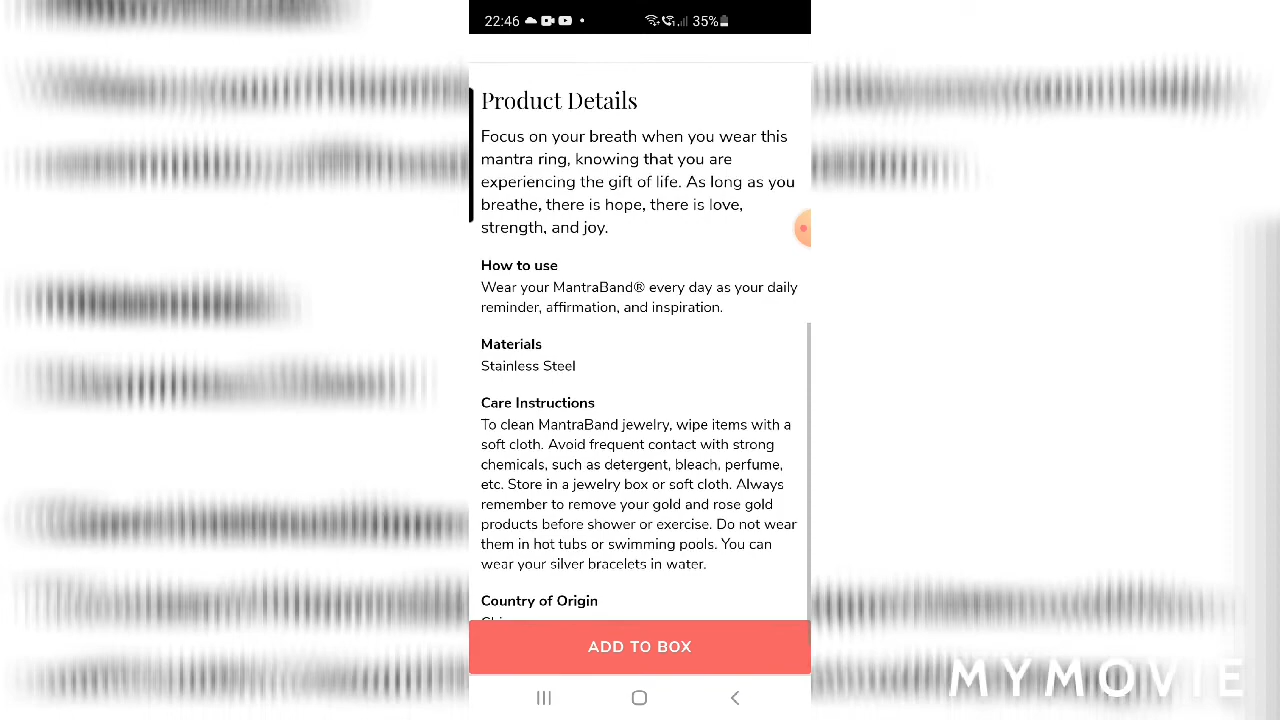 22:46
35%
Product Details
Focus on your breath when you wear this
mantra ring, knowing that you are
experiencing the gift of life. As long as you
breathe, there is hope, there is love,
strength, and joy.
How to use
Wear your MantraBand® every day as your daily
reminder, affirmation, and inspiration.
Materials
Stainless Steel
Care Instructions
To clean MantraBand jewelry, wipe items with a
soft cloth. Avoid frequent contact with strong
chemicals, such as detergent, bleach, perfume,
etc. Store in a jewelry box or soft cloth. Always
remember to remove your gold and rose gold
products before shower or exercise. Do not wear
them in hot tubs or swimming pools. You can
wear your silver bracelets in water.
Country of Origin
ADD TO BOX
MYMOVIE